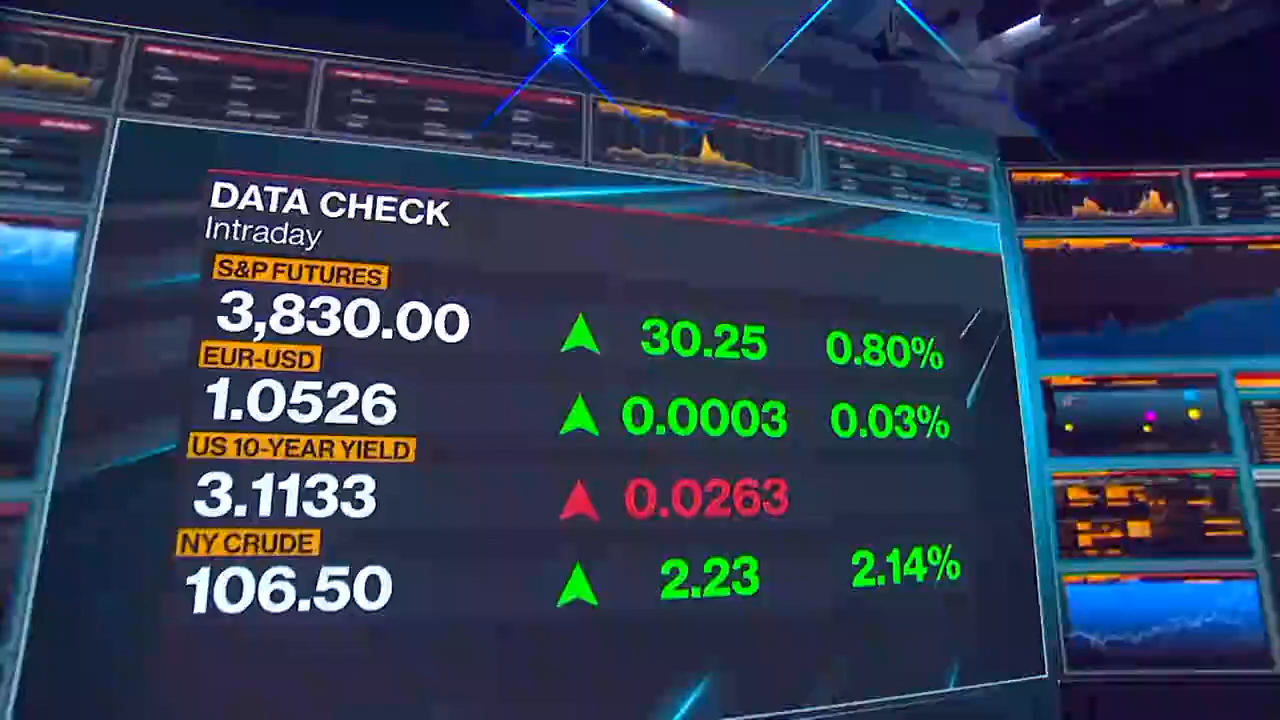 DATA CHECK
Intraday
S&P FUTURES
3,830.00 30.25 0.80%
EUR-USD
1.0526 0.0003 0.03%
US 10-YEAR YIELD
3.1133 0.0263
NY CRUDE
106.50 2.23 2.14%